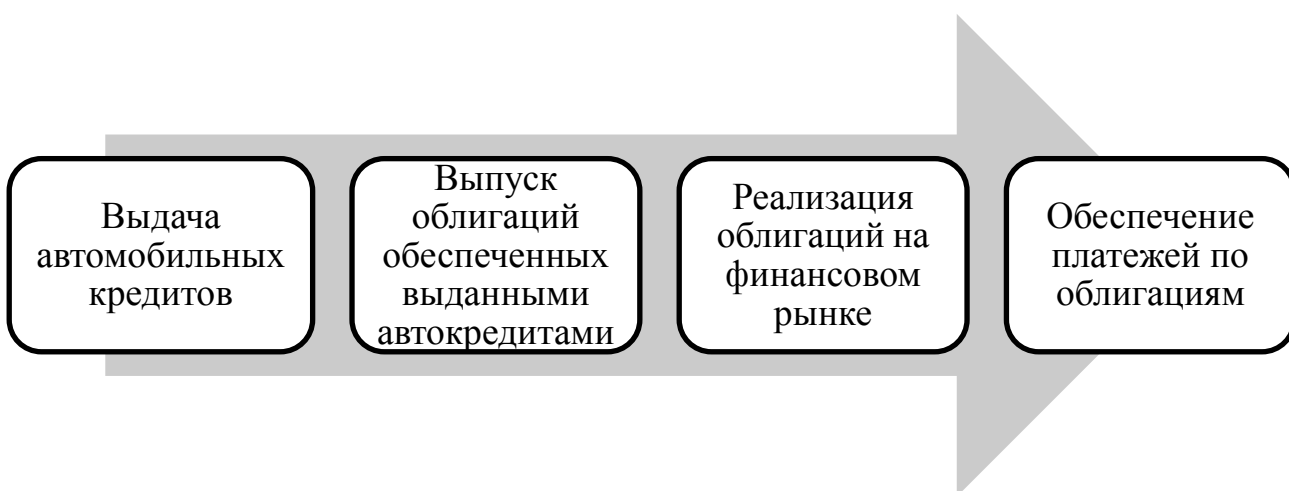 Выдача
автомобильных
кредитов
Выпуск
облигаций
обеспеченных
выданными
автокредитами
Реализация
облигаций на
финансовом
рынке
Обеспечение
платежей по
облигациям